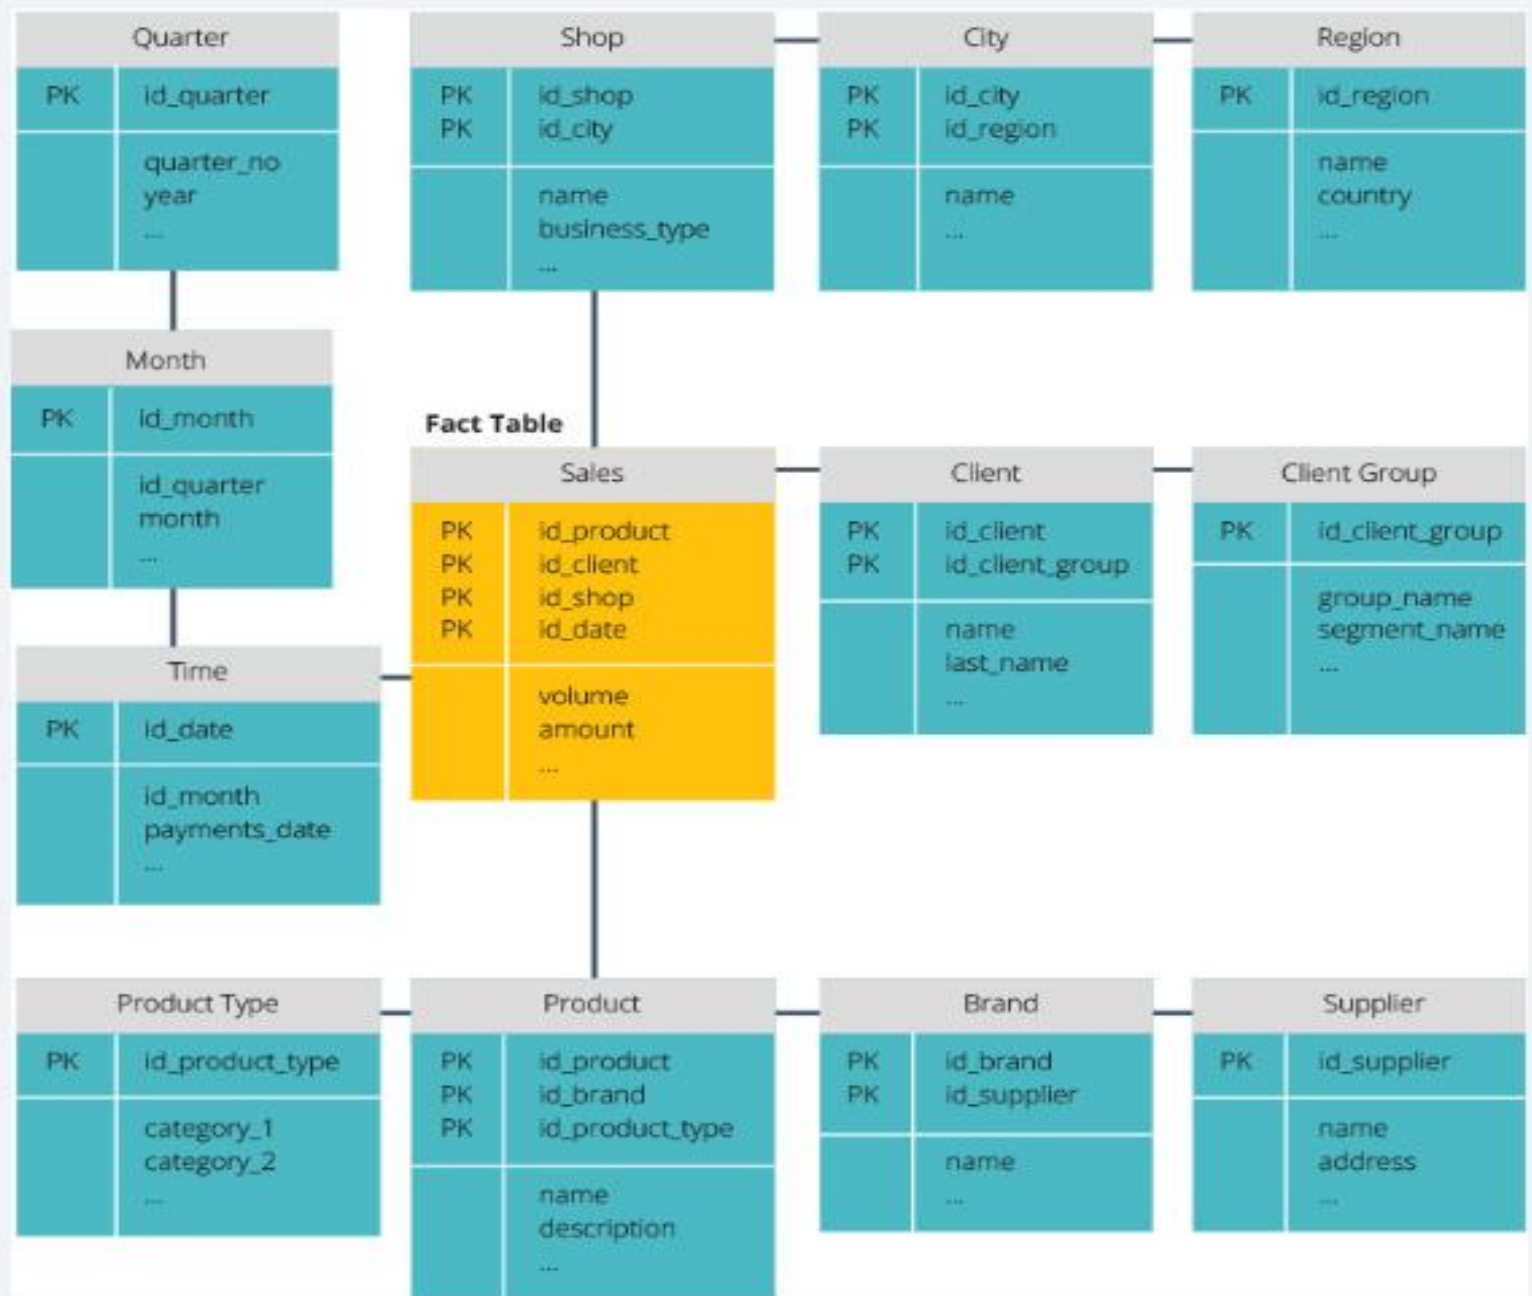 Quarter
PK id_quarter
quarter_no
year
...
Shop
PK id_shop
PK id_city
name
business_type
...
City
PK id_city
PK id_region
name
...
Region
PK id_region
name
country
...
Month
PK id_month
id_quarter
month
...
Fact Table
Sales
PK id_product
PK id_client
PK id_shop
PK id_date
volume
amount
...
Client
PK id_client
PK id_client_group
name
last_name
...
Client Group
PK id_client_group
group_name
segment_name
...
Time
PK id_date
id_month
payments_date
...
Product Type
PK id_product_type
category_1
category_2
...
Product
PK id_product
PK id_brand
PK id_product_type
name
description
...
Brand
PK id_brand
PK id_supplier
name
...
Supplier
PK id_supplier
name
address
...